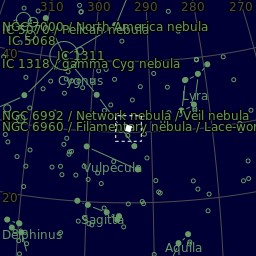 310 300 290 280 270
NGC 7000 / North America nebula
IC 5070 / Pelican nebula
IC 5068
40
IC 1311
IC 1318 / gamma Cyg nebula
Cygnus
Lyra
NGC 6992 / Network nebula / Veil nebula
NGC 6960 / Filamentary nebula / Lace-wor
Vulpecula
20
Sagitta
Delphinus
Aquila